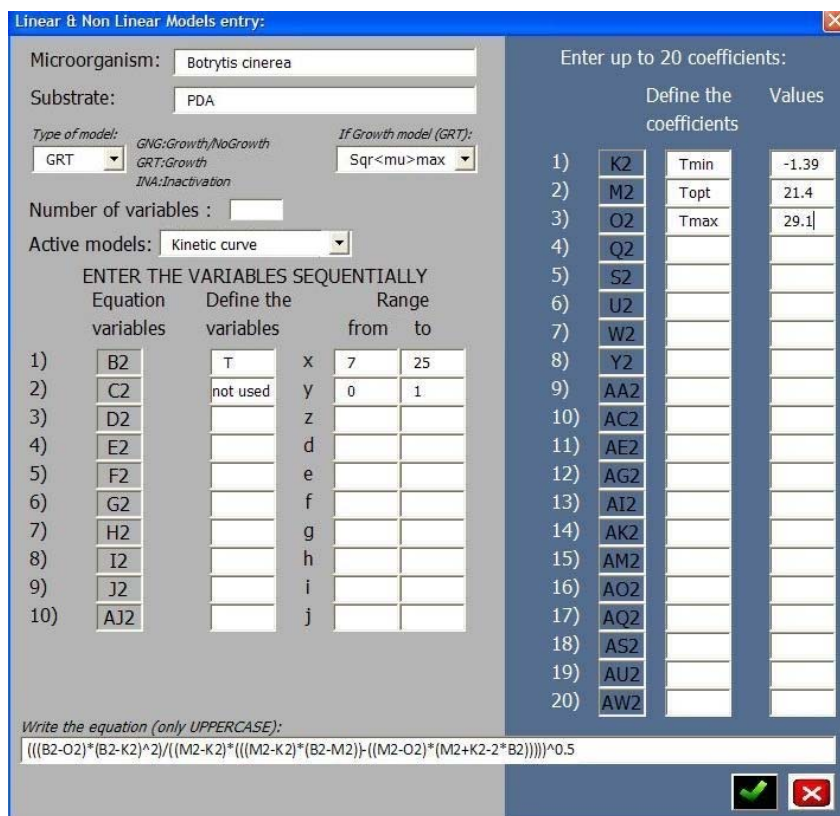 Linear & Non Linear Models entry:
Microorganism: Botrytis cinerea
Substrate: PDA
Type of model:
GRT
GNG:Growth/NoGrowth
GRT:Growth
INA:Inactivation
If Growth model (GRT):
Sqr<mu>max
Number of variables :
Active models: Kinetic curve
ENTER THE VARIABLES SEQUENTIALLY
Equation Define the Range
variables variables from to
1) B2 T x 7 25
2) C2 not used y 0 1
3) D2 z
4) E2 d
5) F2 e
6) G2 f
7) H2 g
8) I2 h
9) J2 i
10) AJ2 j
Enter up to 20 coefficients:
Define the Values
coefficients
1) K2 Tmin -1.39
2) M2 Topt 21.4
3) O2 Tmax 29.1
4) Q2
5) S2
6) U2
7) W2
8) Y2
9) AA2
10) AC2
11) AE2
12) AG2
13) AI2
14) AK2
15) AM2
16) AO2
17) AQ2
18) AS2
19) AU2
20) AW2
Write the equation (only UPPERCASE):
(((B2-O2)*(B2-K2)^2)/((M2-K2)*(((M2-K2)*(B2-M2))-((M2-O2)*(M2+K2-2*B2)))))^0.5